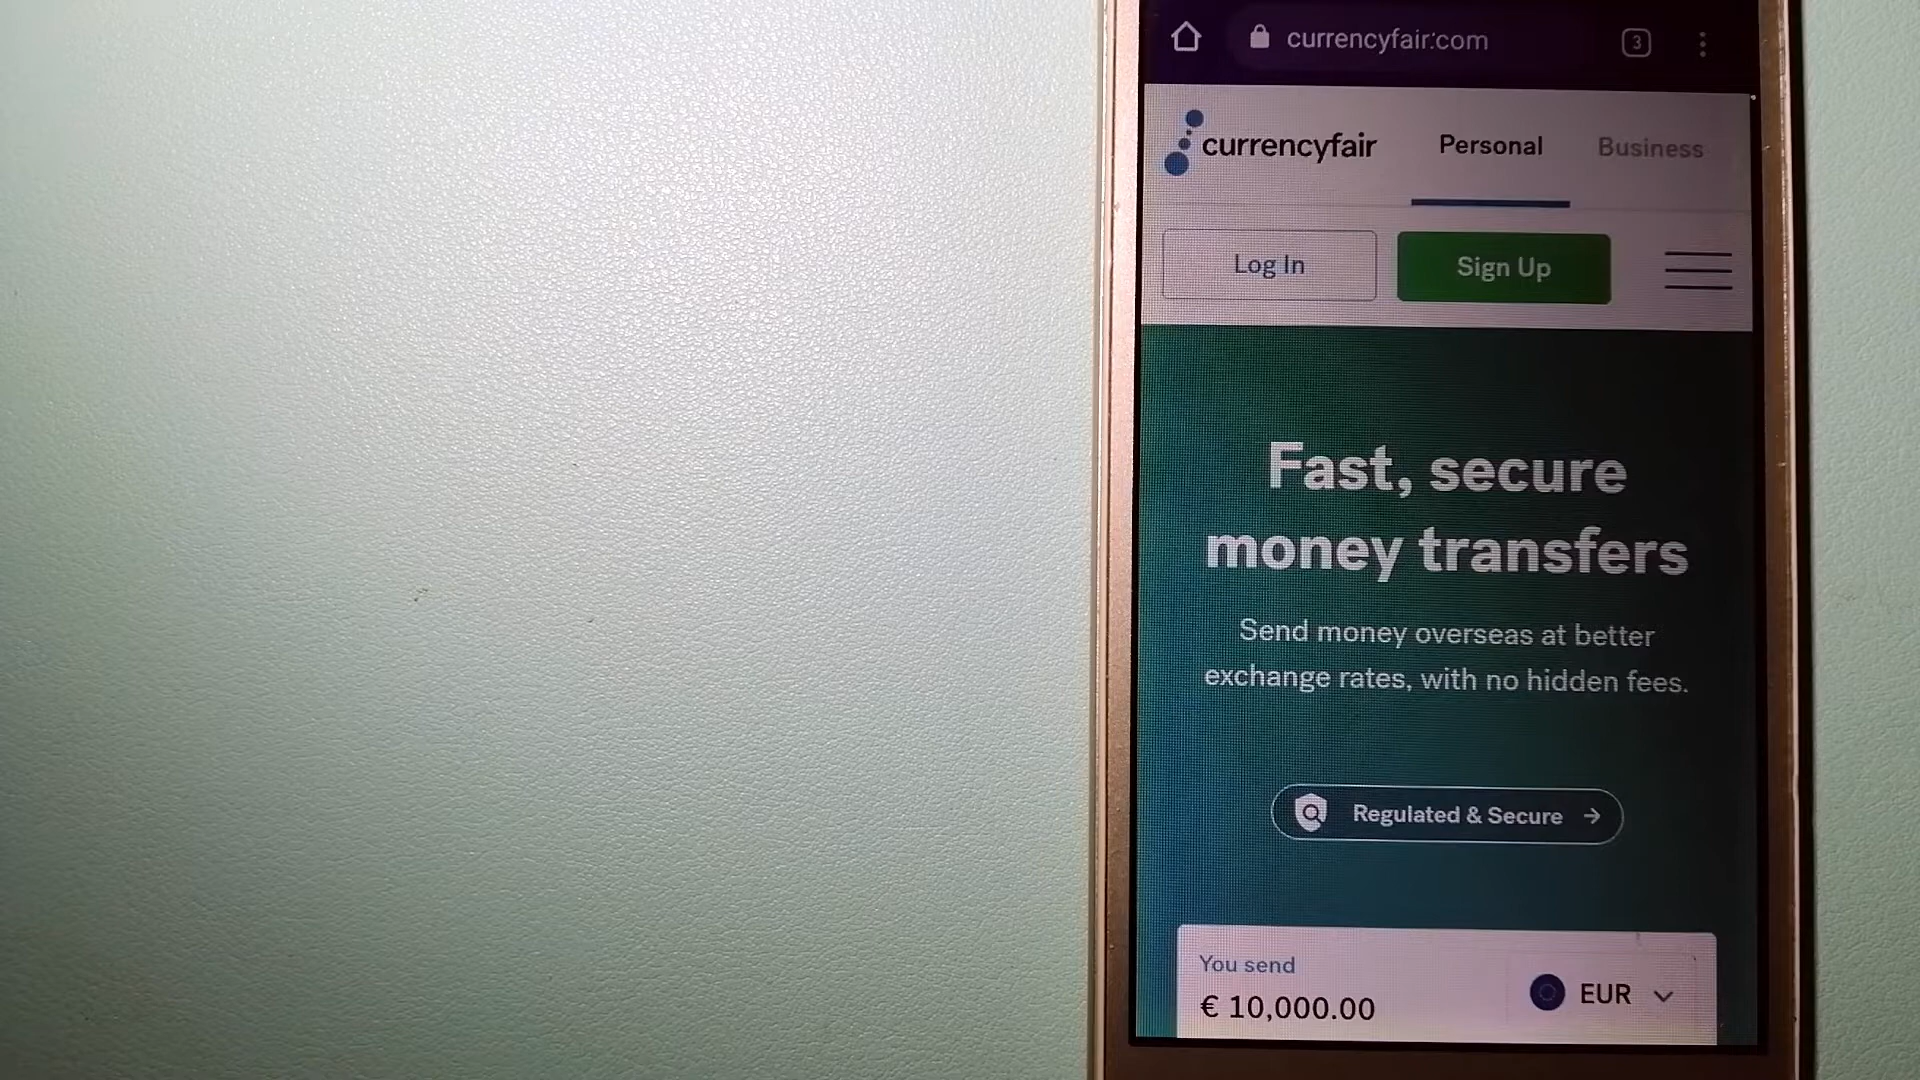 currencyfair.com
3
currencyfair
Personal
Business
Log In
Sign Up
Fast, secure
money transfers
Send money overseas at better
exchange rates, with no hidden fees.
Regulated & Secure →
You send
€ 10,000.00
EUR